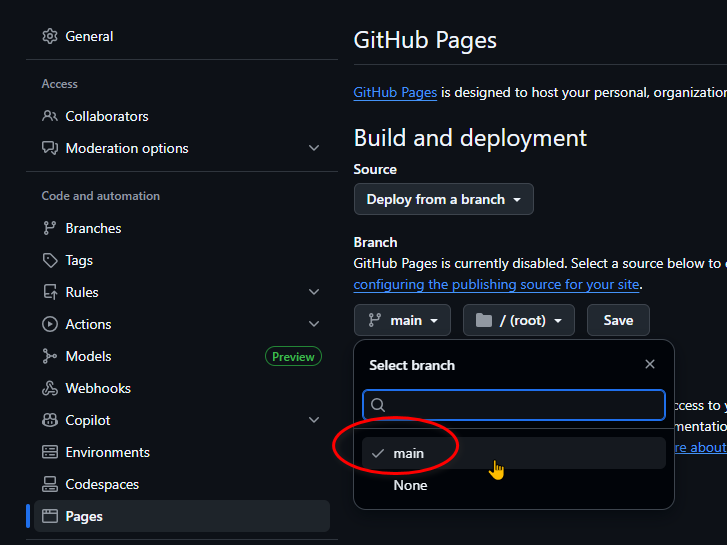 General
Access
Collaborators
Moderation options
Code and automation
Branches
Tags
Rules
Actions
Models Preview
Webhooks
Copilot
Environments
Codespaces
Pages
GitHub Pages
GitHub Pages is designed to host your personal, organization
Build and deployment
Source
Deploy from a branch
Branch
GitHub Pages is currently disabled. Select a source below to
configuring the publishing source for your site.
main / (root) Save
Select branch
main
None
ccess to
mentation
re about